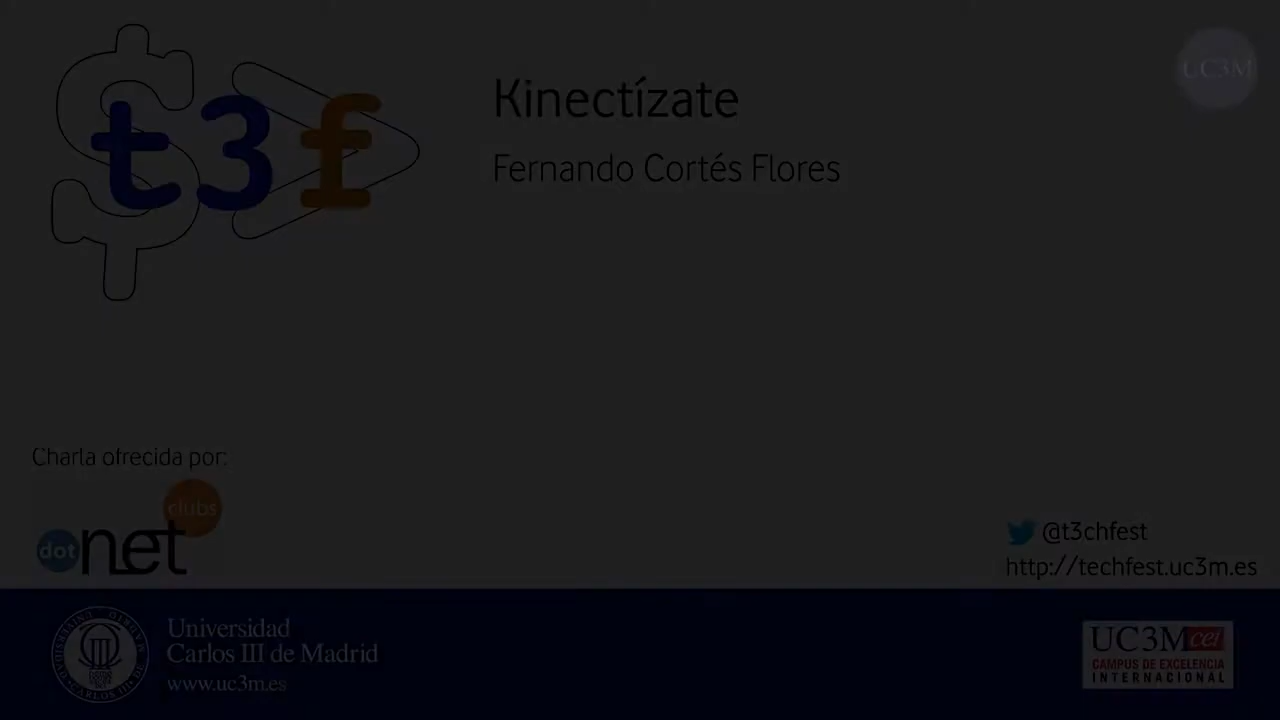 t3f
Kinectízate
Fernando Cortés Flores
UC3M
Charla ofrecida por:
clubs
dot net
@t3chfest
http://techfest.uc3m.es
Universidad
Carlos III de Madrid
www.uc3m.es
UC3M cei
CAMPUS DE EXCELENCIA
INTERNACIONAL